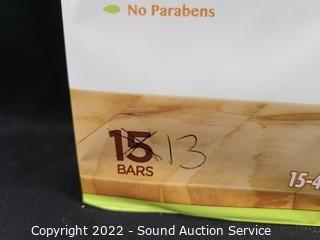 No Parabens
15 13
BARS
15-4
Copyright 2022 - Sound Auction Service